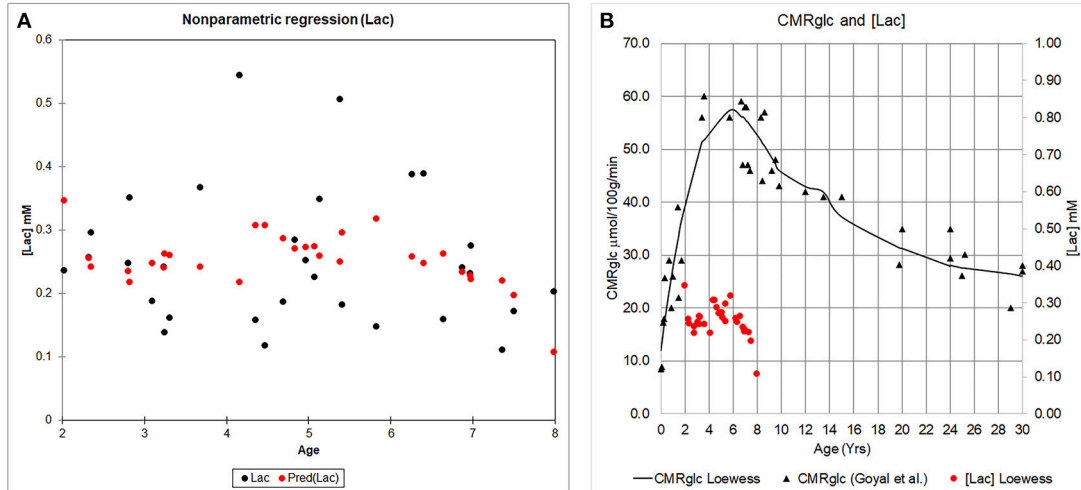 A
Nonparametric regression (Lac)
0.6
0.5
0.4
0.3
0.2
0.1
0
[Lac] mM
2 3 4 5 6 7 8
Age
Lac Pred(Lac)
B
CMRglc and [Lac]
70.0 1.00
60.0 0.90
50.0 0.80
40.0 0.70
30.0 0.60
20.0 0.50
10.0 0.40
0.0 0.30
0.20
0.10
0.00
CMRglc μmol/100g/min
[Lac] mM
0 2 4 6 8 10 12 14 16 18 20 22 24 26 28 30
Age (Yrs)
CMRglc Loewess CMRglc (Goyal et al.) [Lac] Loewess